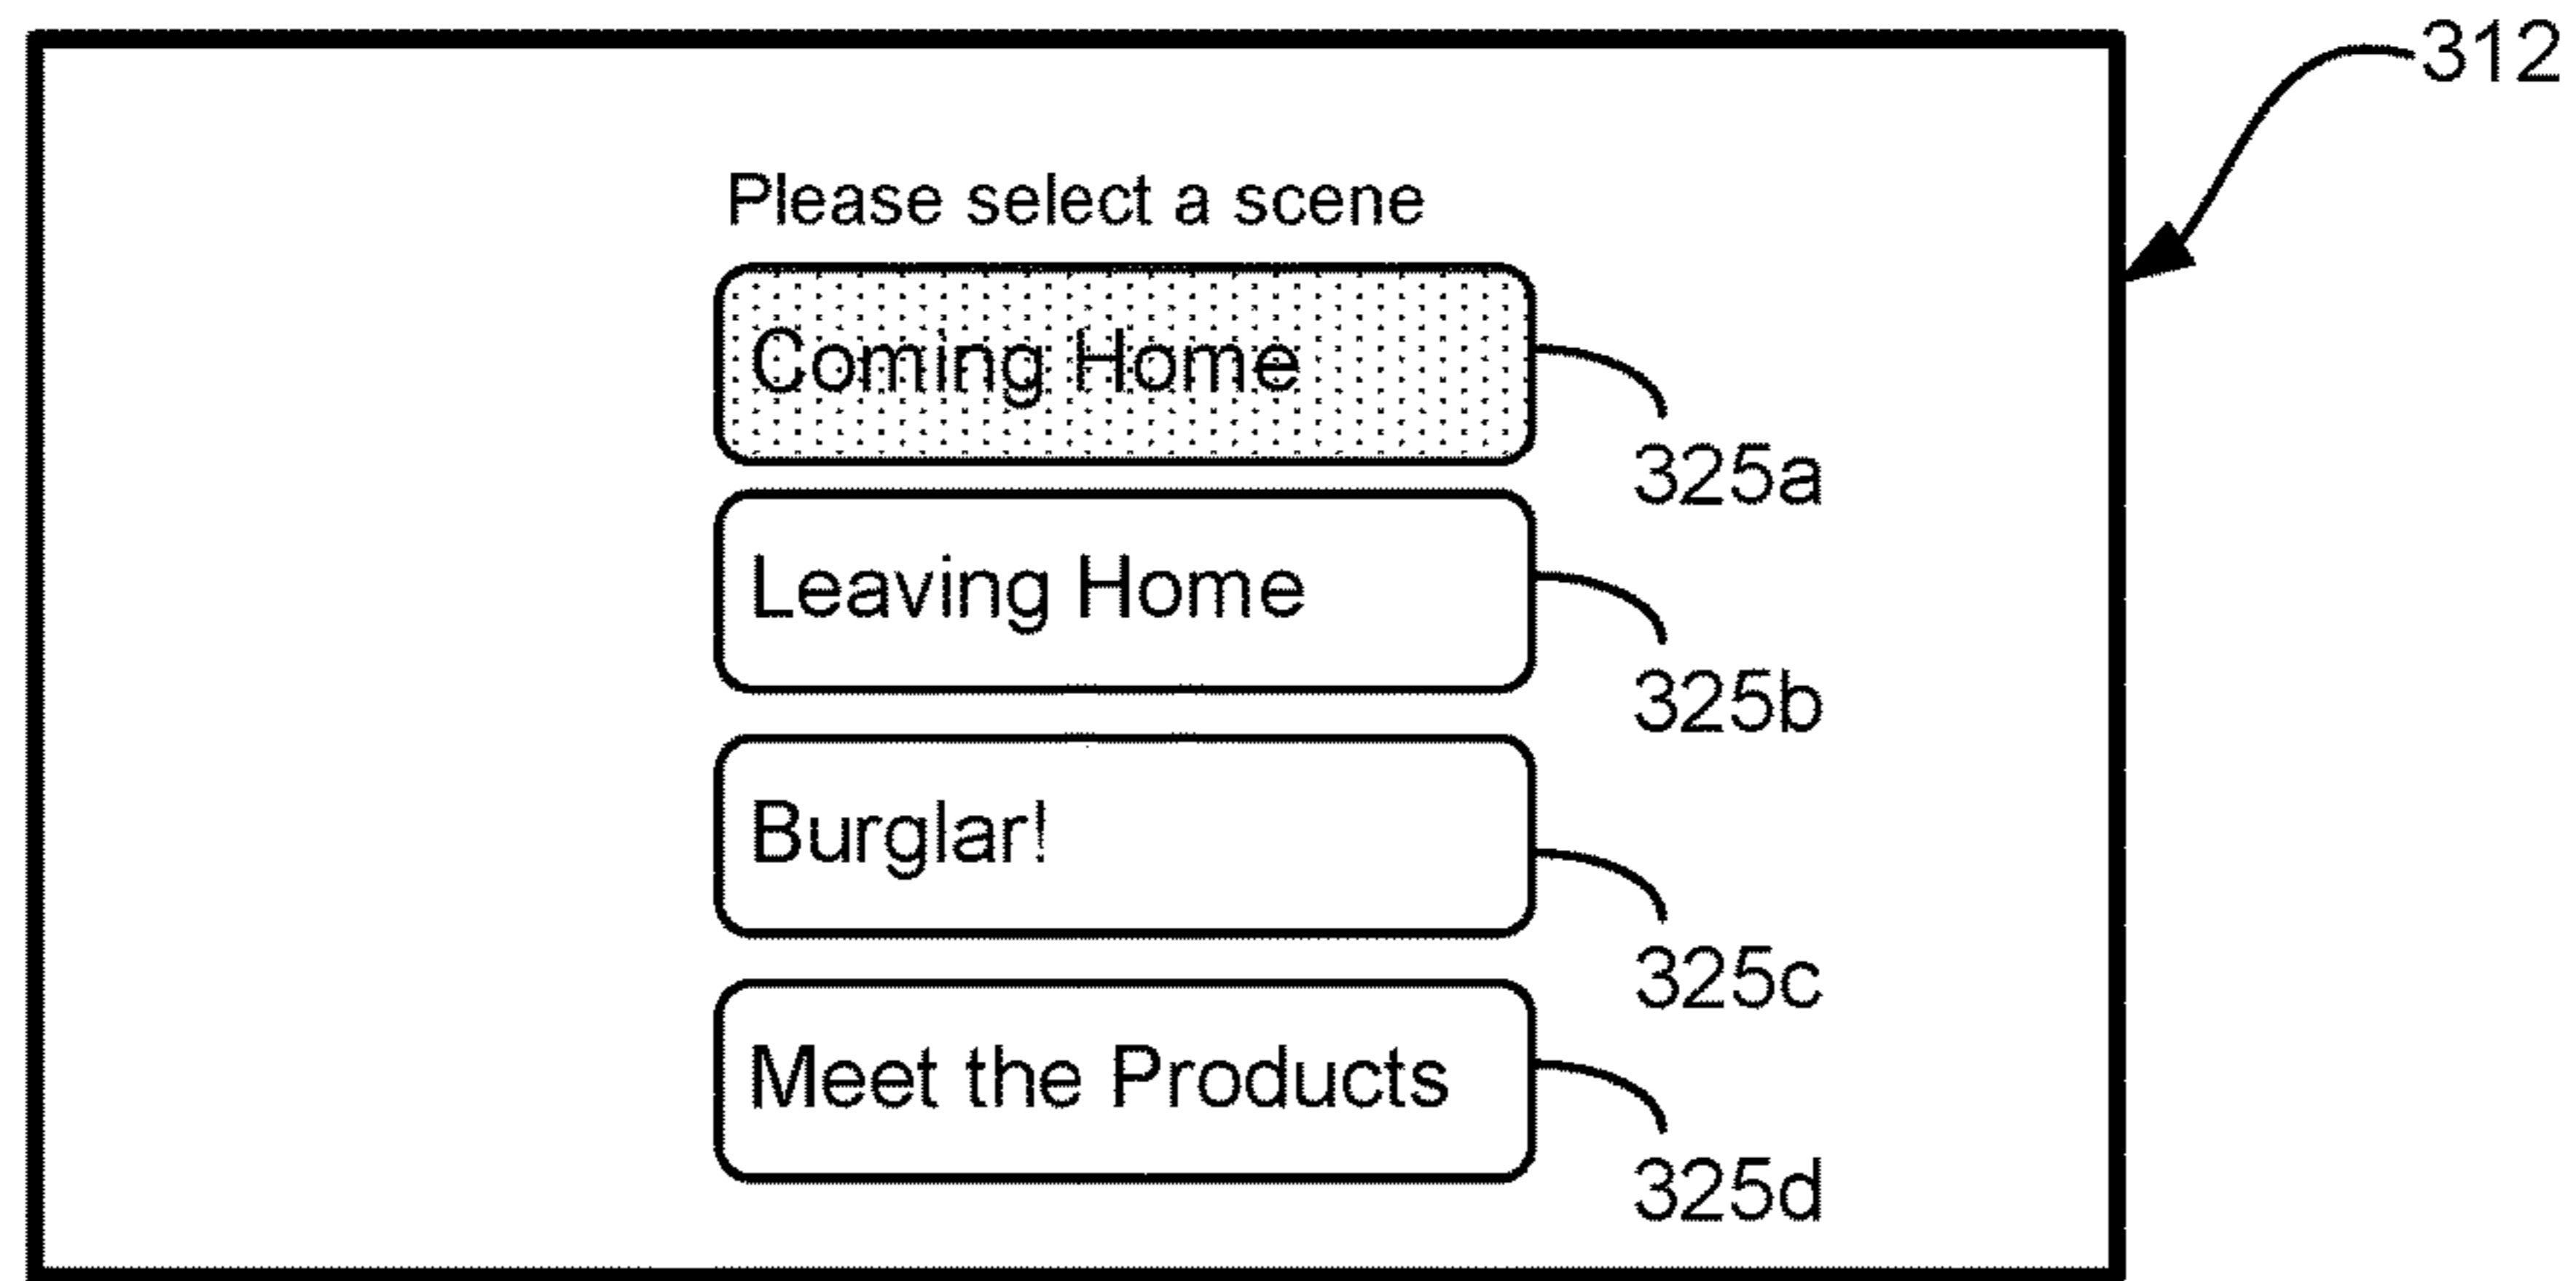 312
Please select a scene
Coming Home
325a
Leaving Home
325b
Burglar!
325c
Meet the Products
325d